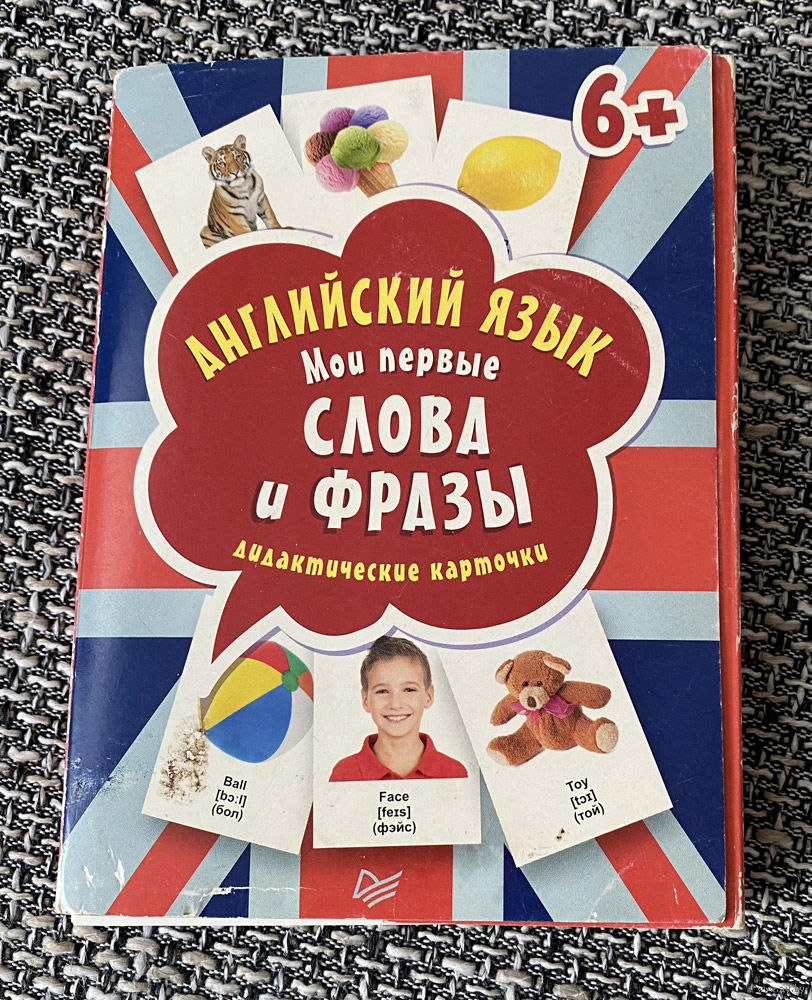 6+
АНГЛИЙСКИЙ ЯЗЫК
Мои первые
СЛОВА
и ФРАЗЫ
дидактические карточки
Ball
[bɔ:l]
(бол)
Face
[feɪs]
(фэйс)
Toy
[tɔɪ]
(той)